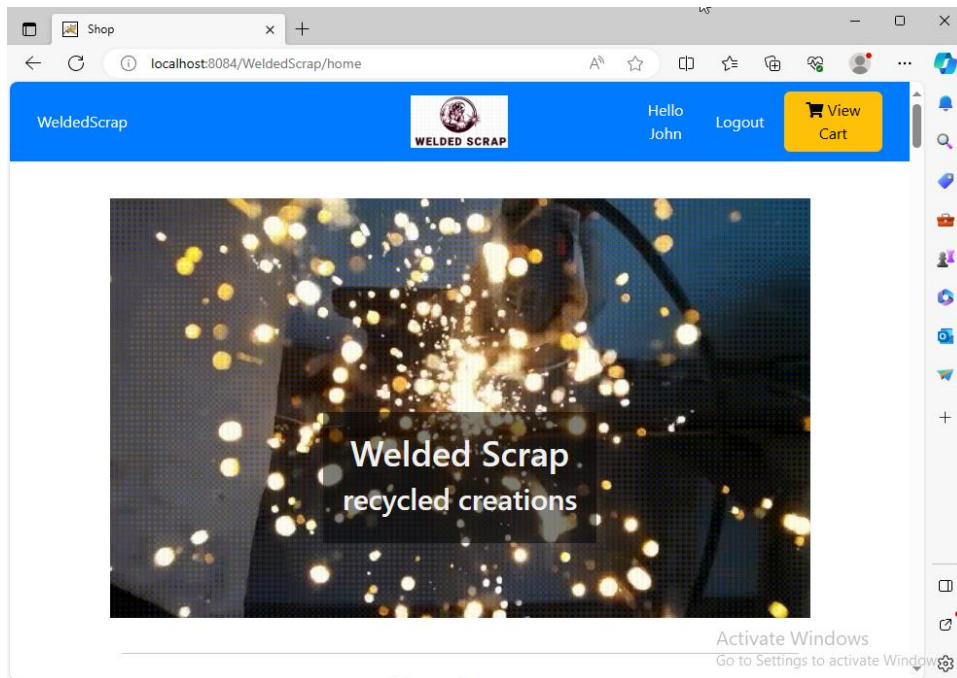 Shop
localhost:8084/WeldedScrap/home
WeldedScrap
WELDED SCRAP
Hello
John
Logout
View
Cart
Welded Scrap
recycled creations
Activate Windows
Go to Settings to activate Windows